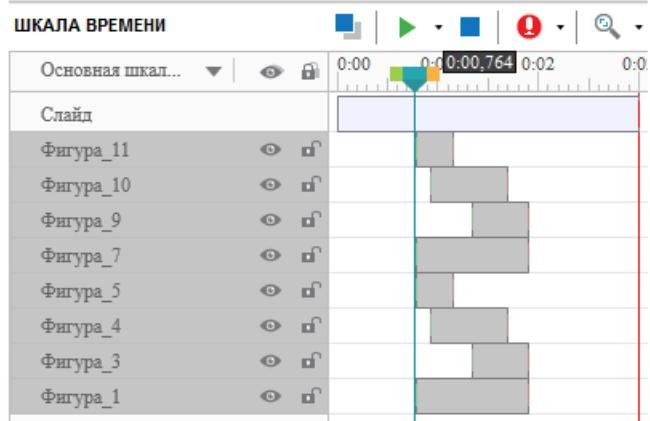 ШКАЛА ВРЕМЕНИ
Основная шкал... 0:00 0:00,764 0:02
Слайд
Фигура_11
Фигура_10
Фигура_9
Фигура_7
Фигура_5
Фигура_4
Фигура_3
Фигура_1